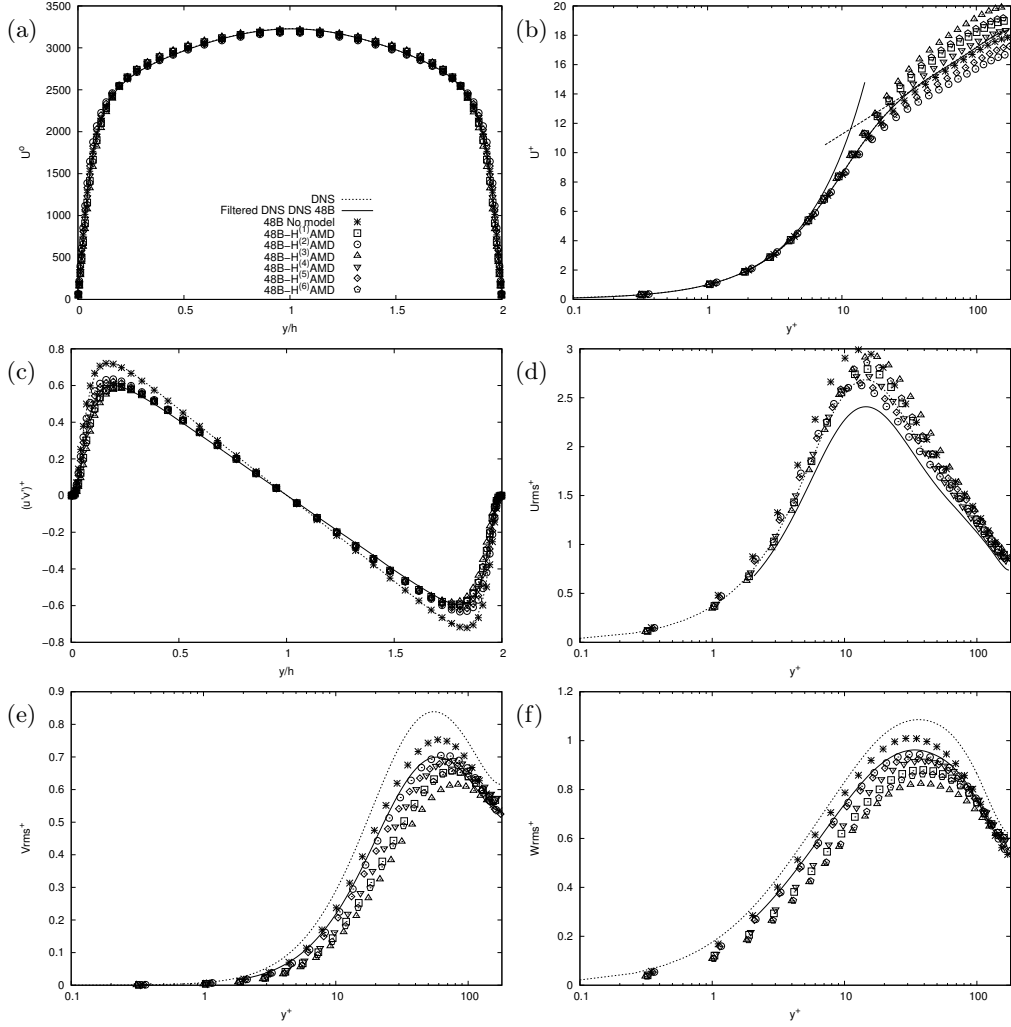 (a)
3500
3000
2500
2000
1500
1000
500
0
0
0.5
1
1.5
2
U⁰
y/h
DNS
Filtered DNS DNS 48B
48B No model
48B−H⁽¹⁾AMD
48B−H⁽²⁾AMD
48B−H⁽³⁾AMD
48B−H⁽⁴⁾AMD
48B−H⁽⁵⁾AMD
48B−H⁽⁶⁾AMD
(b)
20
18
16
14
12
10
8
6
4
2
0
0.1
1
10
100
U⁺
y⁺
(c)
0.8
0.6
0.4
0.2
0
−0.2
−0.4
−0.6
−0.8
0
0.5
1
1.5
2
⟨u'v'⟩⁺
y/h
(d)
3
2.5
2
1.5
1
0.5
0
0.1
1
10
100
Urms⁺
y⁺
(e)
0.9
0.8
0.7
0.6
0.5
0.4
0.3
0.2
0.1
0
0.1
1
10
100
Vrms⁺
y⁺
(f)
1.2
1
0.8
0.6
0.4
0.2
0
0.1
1
10
100
Wrms⁺
y⁺